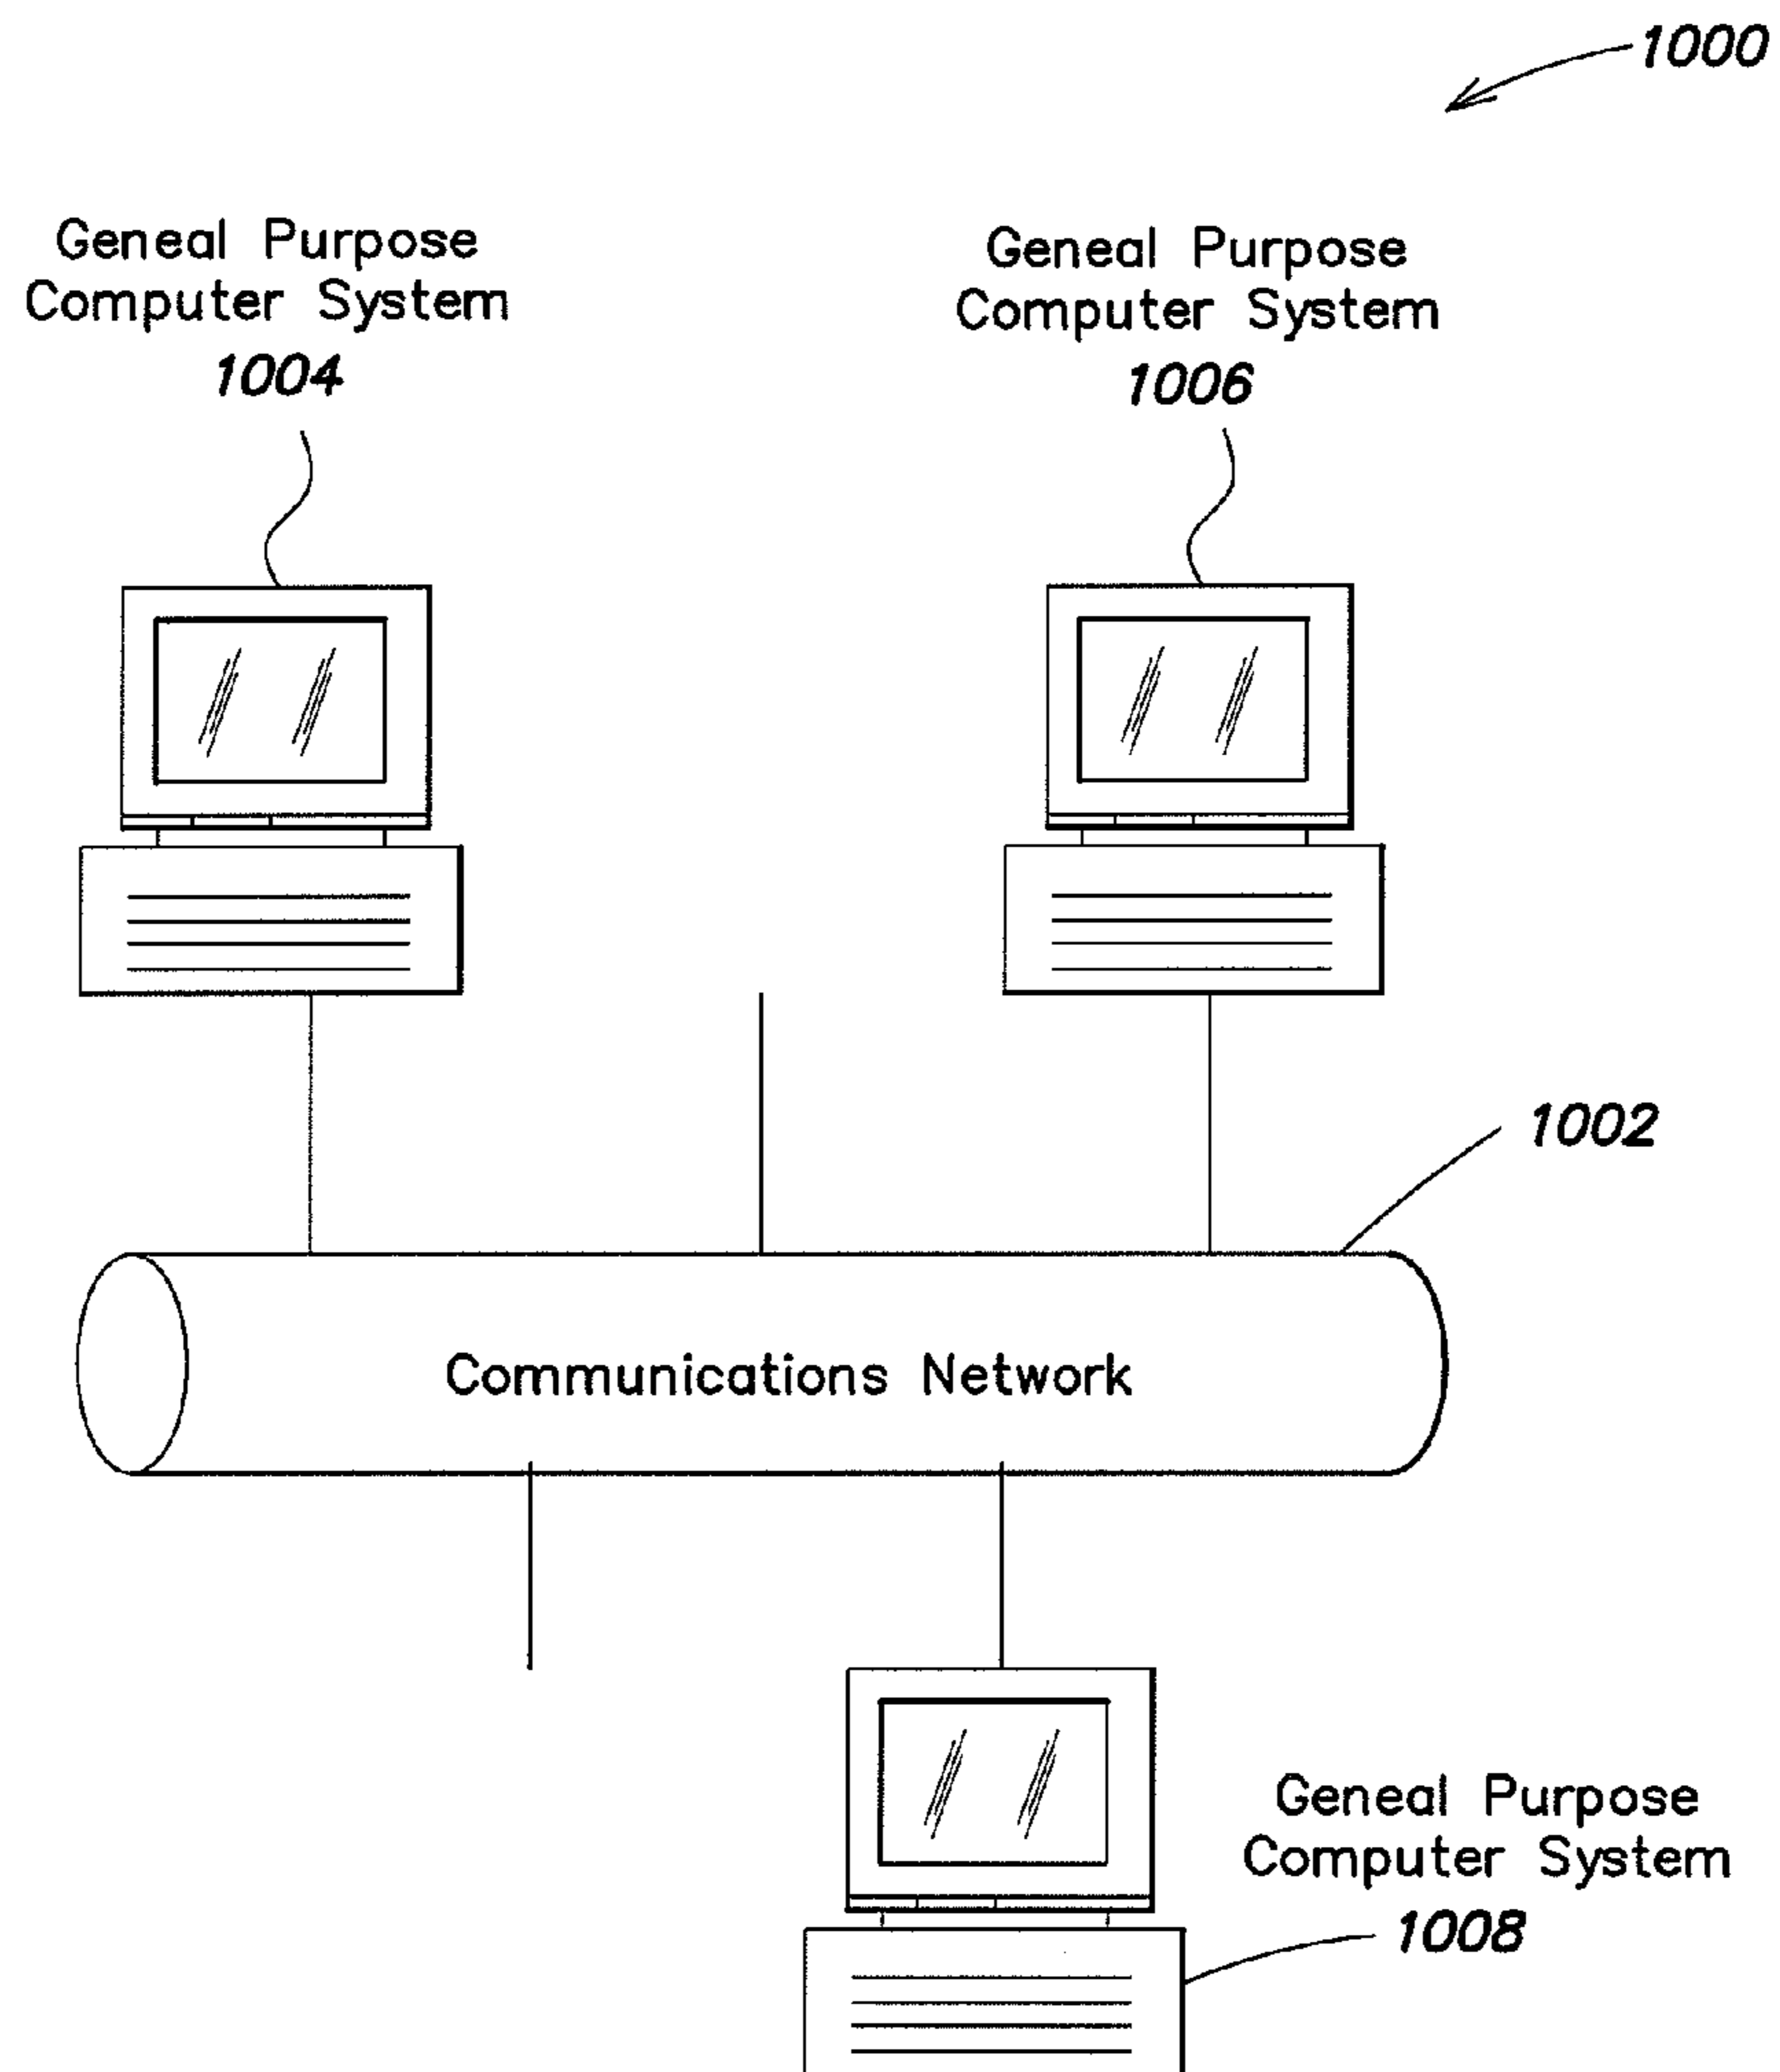 1000
Geneal Purpose
Computer System
1004
Geneal Purpose
Computer System
1006
1002
Communications Network
Geneal Purpose
Computer System
1008